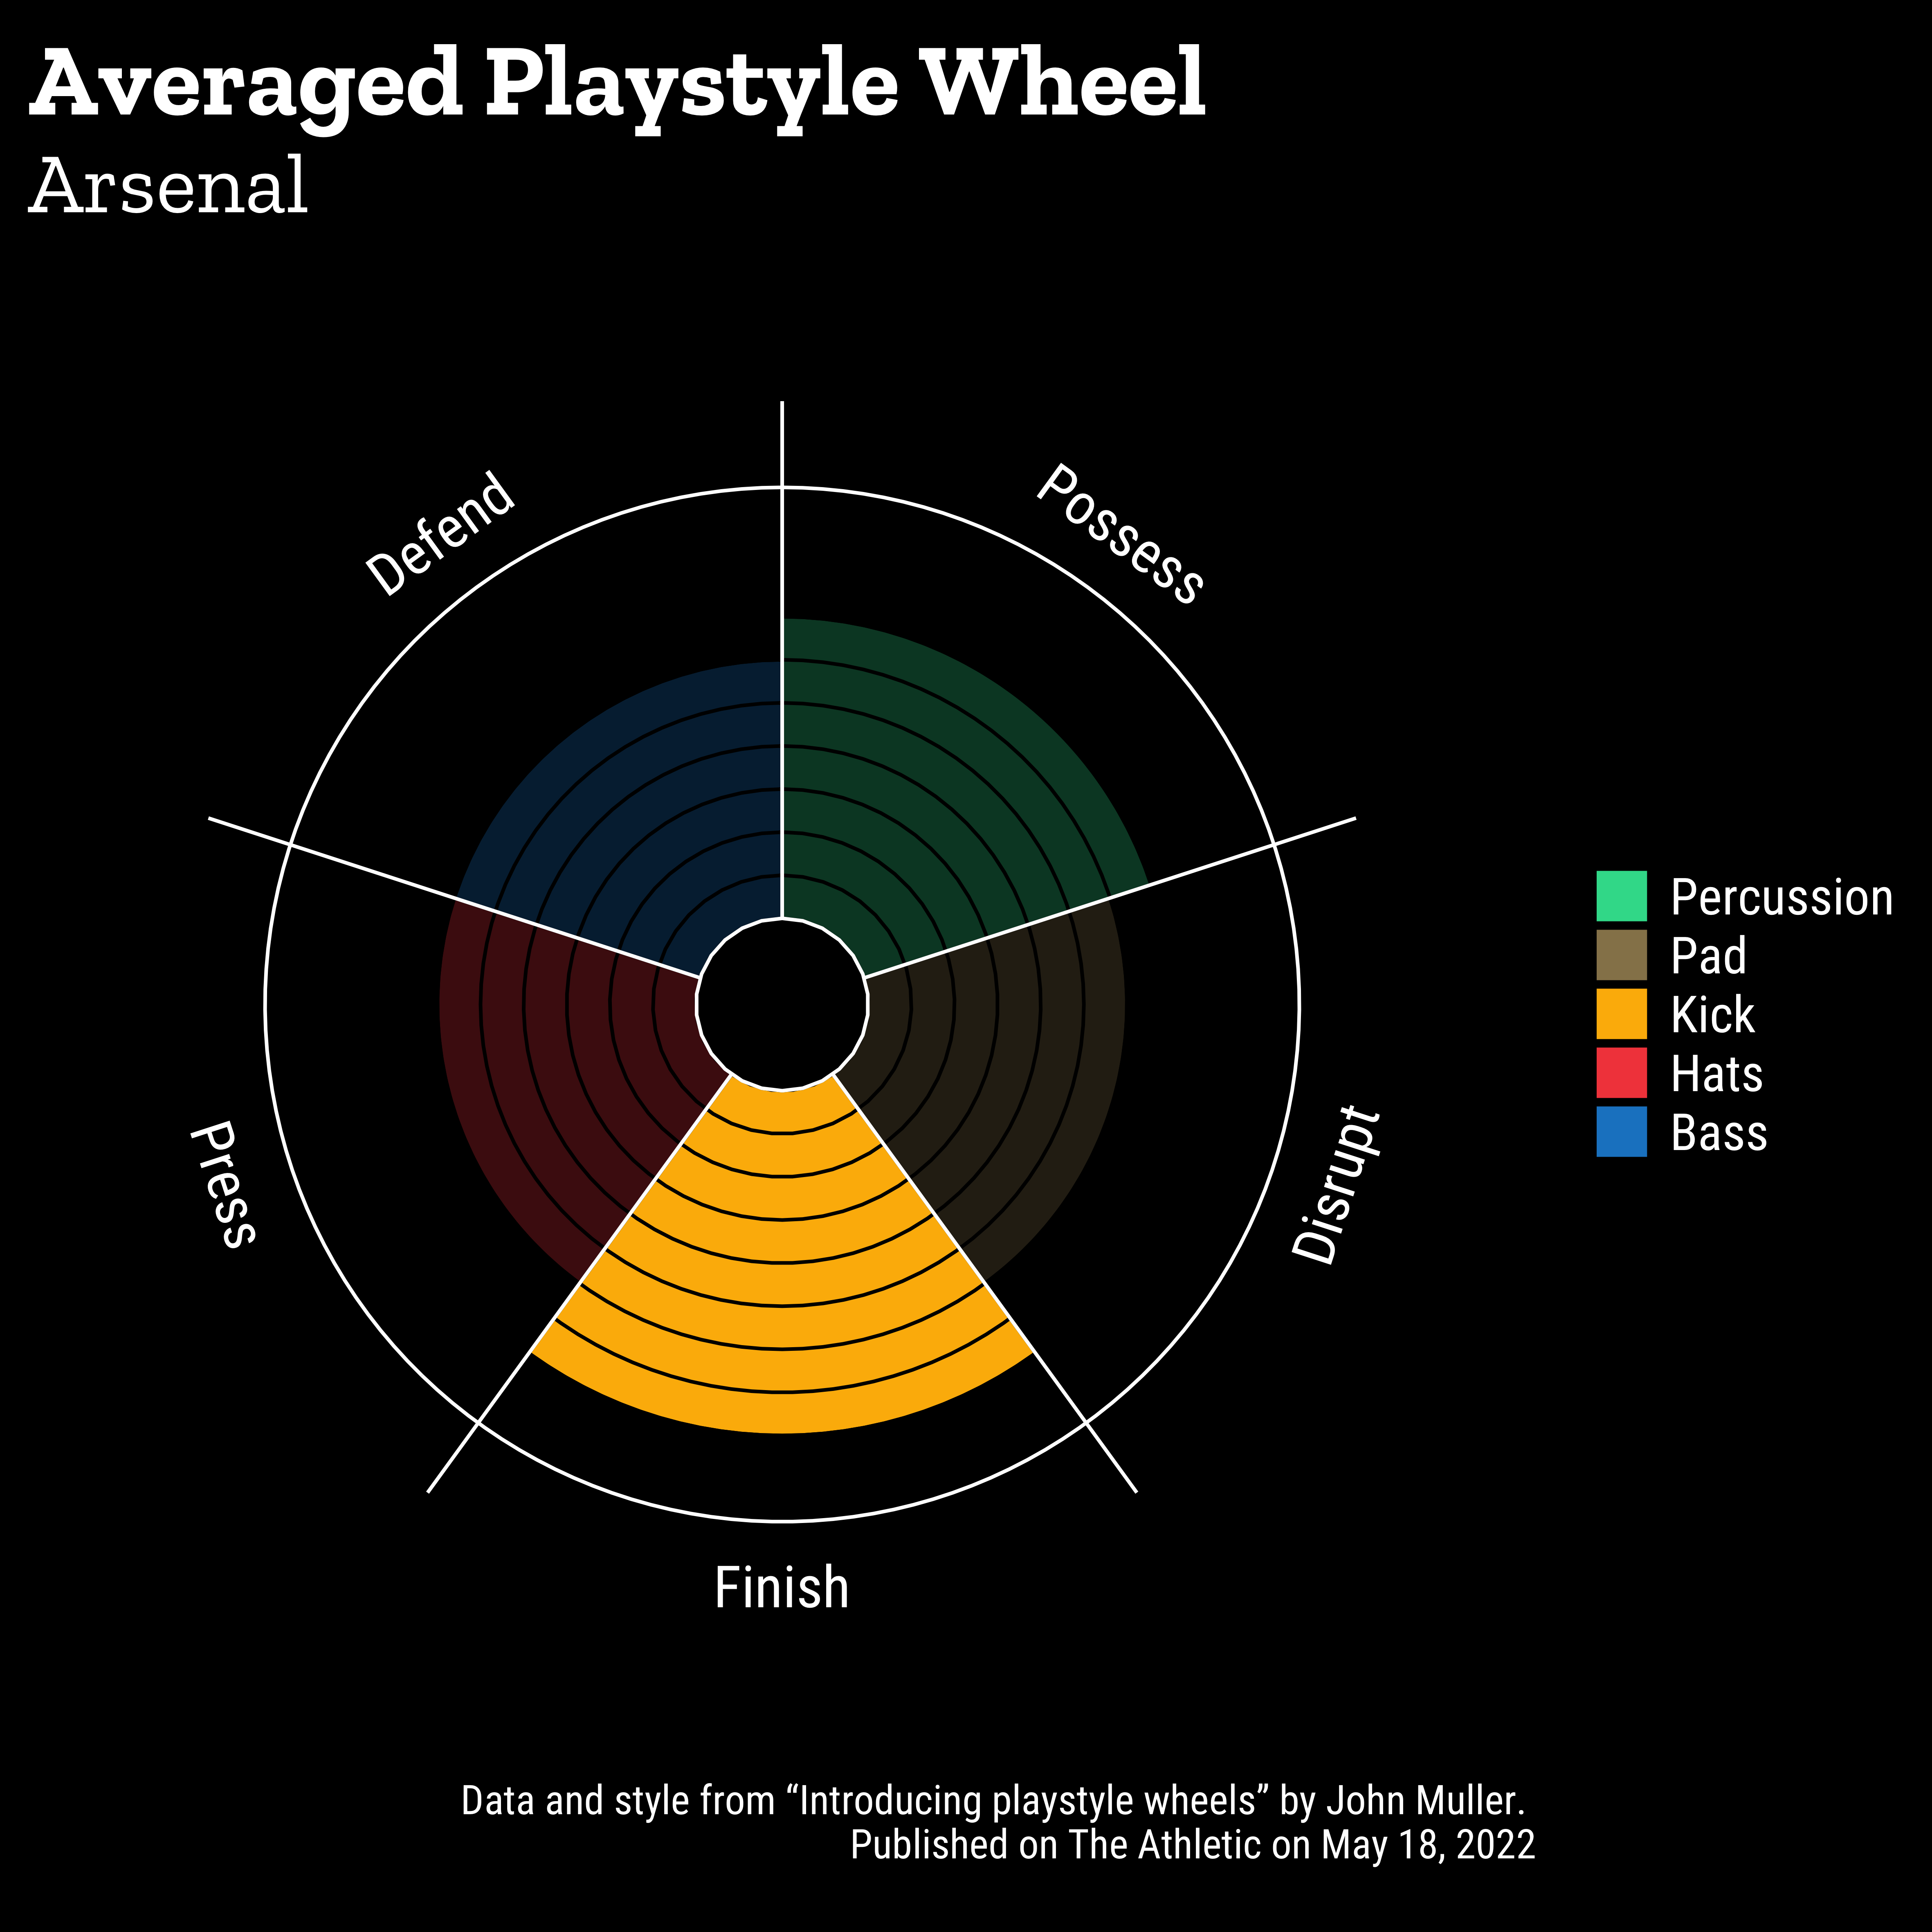 Averaged Playstyle Wheel
Arsenal
Defend
Possess
Press
Disrupt
Finish
Percussion
Pad
Kick
Hats
Bass
Data and style from “Introducing playstyle wheels” by John Muller.
Published on The Athletic on May 18, 2022